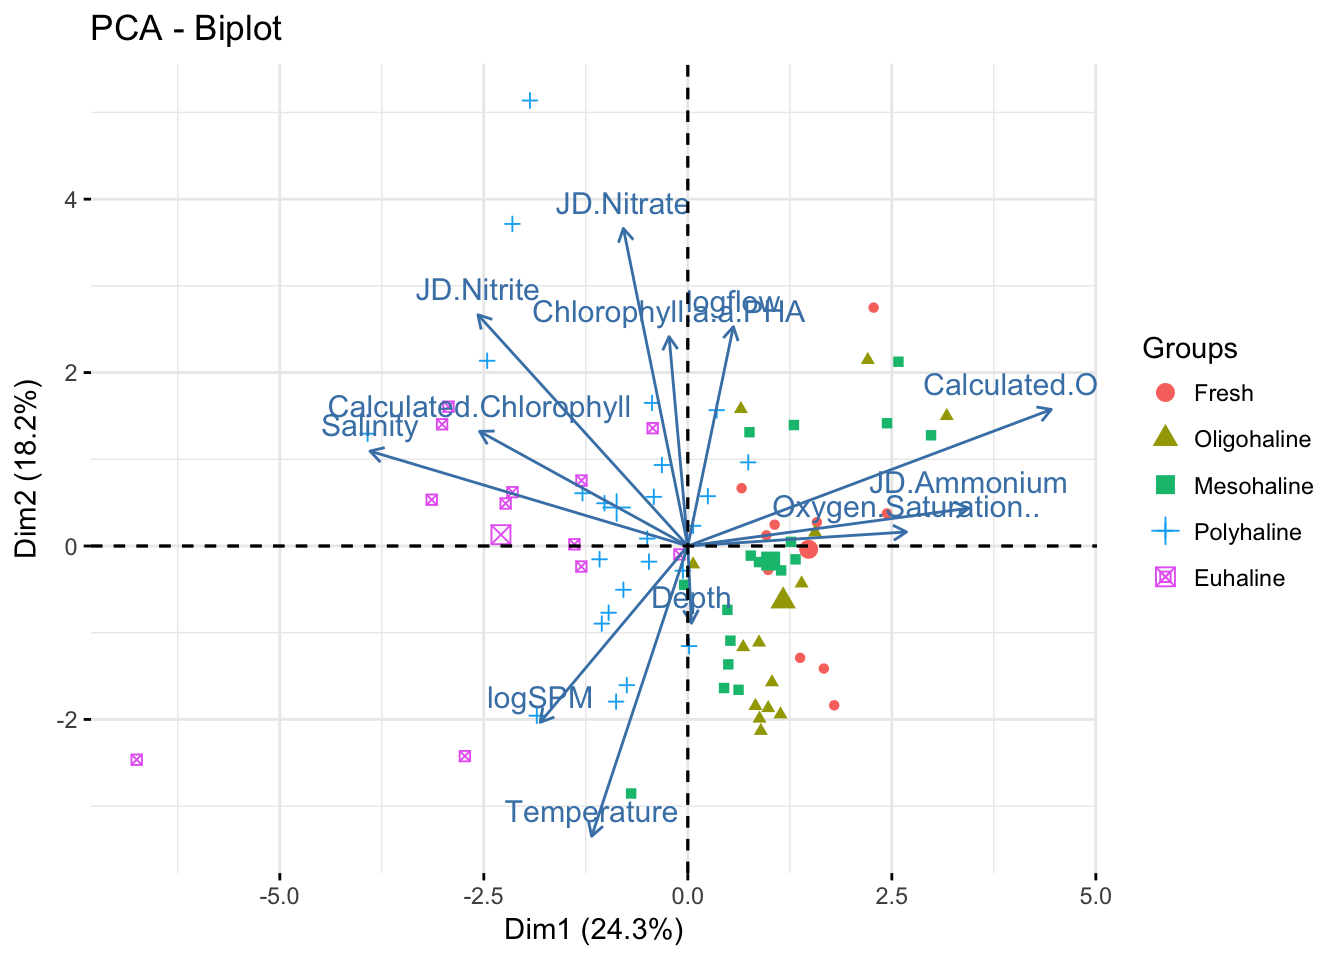 PCA - Biplot
Dim2 (18.2%)
4
2
0
-2
JD.Nitrate
JD.Nitrite
logflow
Chlorophyll.a.a.PHA
Calculated.O
Calculated.Chlorophyll
Salinity
JD.Ammonium
Oxygen.Saturation..
Depth
logSPM
Temperature
-5.0
-2.5
0.0
2.5
5.0
Dim1 (24.3%)
Groups
Fresh
Oligohaline
Mesohaline
Polyhaline
Euhaline